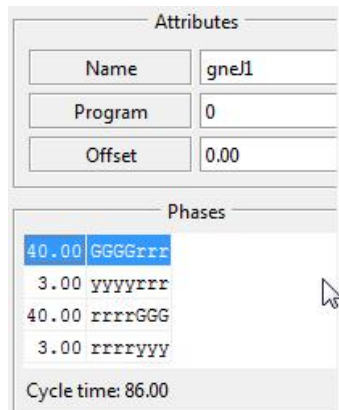 Attributes
Name gneJ1
Program 0
Offset 0.00
Phases
40.00 GGGGrrr
3.00 yyyyrrr
40.00 rrrrGGG
3.00 rrrryyy
Cycle time: 86.00